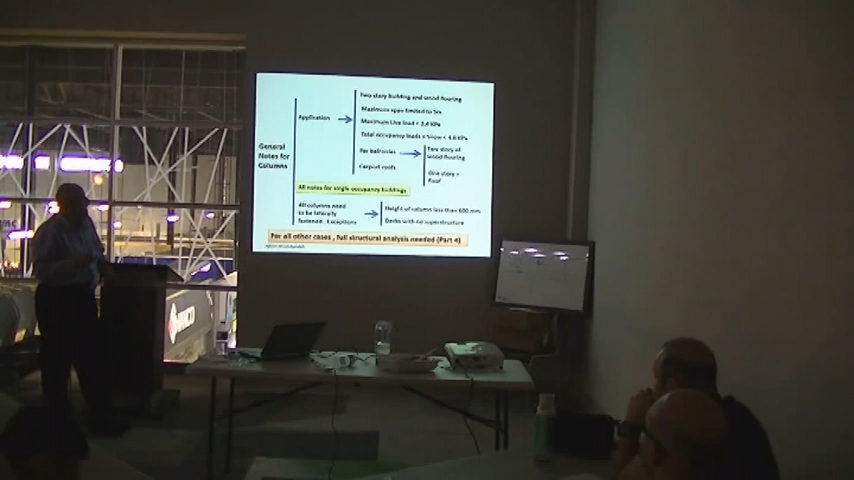 Two story building and wood flooring
Maximum span limited to 5m
Application
Maximum Live load < 2.4 KPa
Total occupancy loads + Snow < 4.8 KPa
General
Notes for
Columns
For balconies
Two story of
wood flooring
Carport roofs
One story +
Roof
All notes for single occupancy buildings
All columns need
to be laterally
fastened . Exceptions
Height of column less than 600 mm
Decks with no superstructure
For all other cases , full structural analysis needed (Part 4)